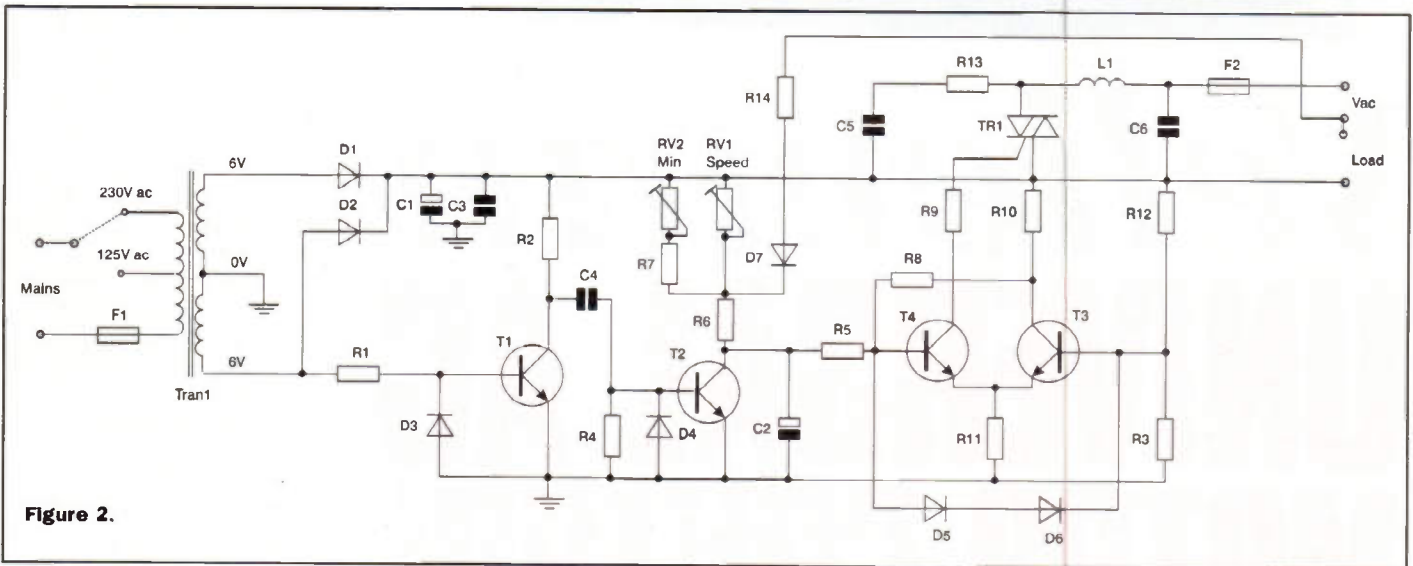 R13
L1
F2
R14
Vac
C5
TR1
C6
RV2
Min
RV1
Speed
D1
6V
Load
230V ac
D2
C1
C3
R2
R9
R10
R12
R7
D7
125V ac
0V
C4
R8
Mains
R6
T4
T3
F1
T1
R5
R1
T2
6V
Tran1
D3
R4
D4
C2
R11
R3
Figure 2.
D5
D6